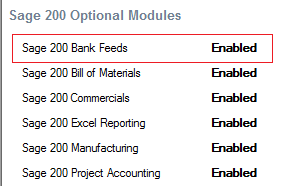 Sage 200 Optional Modules
Sage 200 Bank Feeds Enabled
Sage 200 Bill of Materials Enabled
Sage 200 Commercials Enabled
Sage 200 Excel Reporting Enabled
Sage 200 Manufacturing Enabled
Sage 200 Project Accounting Enabled